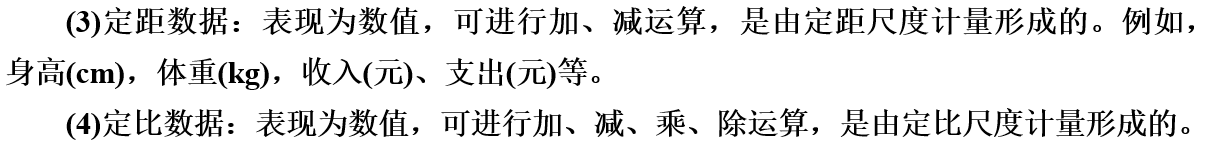 (3)定距数据：表现为数值，可进行加、减运算，是由定距尺度计量形成的。例如，
身高(cm)，体重(kg)，收入(元)、支出(元)等。
(4)定比数据：表现为数值，可进行加、减、乘、除运算，是由定比尺度计量形成的。